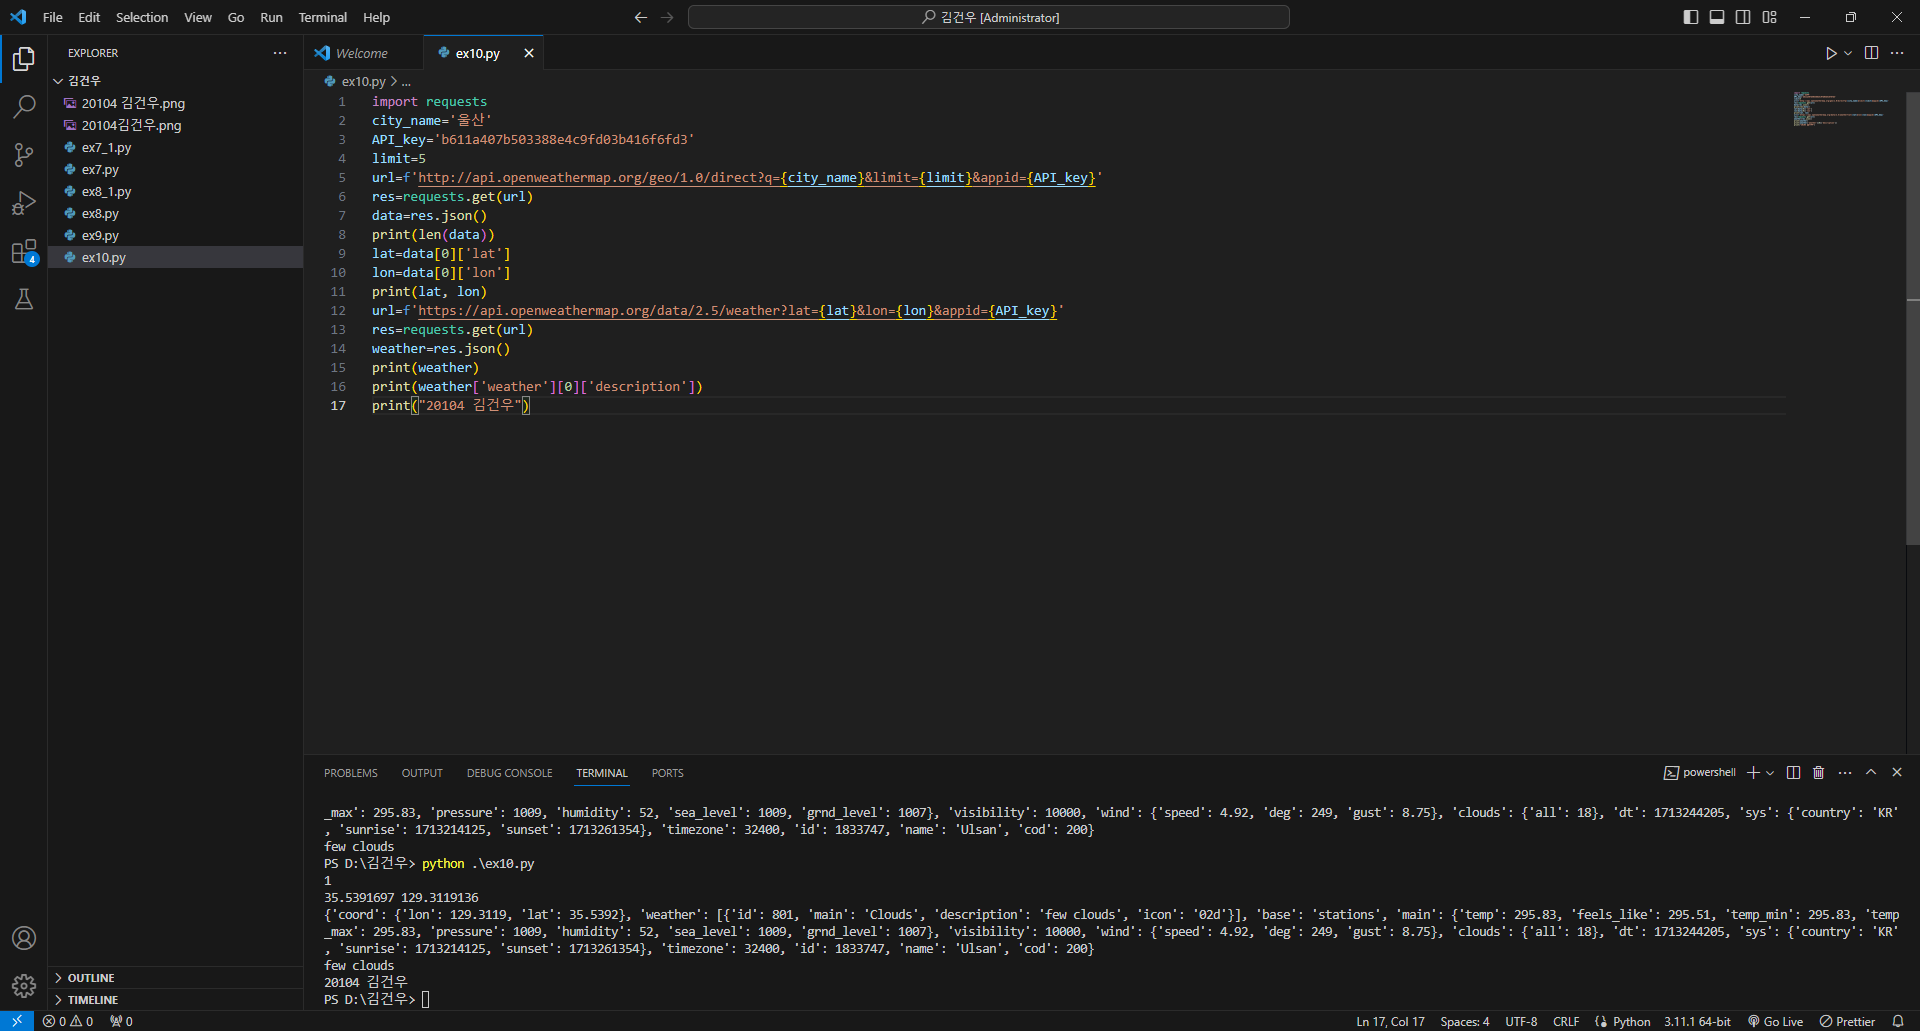 File Edit Selection View Go Run Terminal Help
김건우 [Administrator]
EXPLORER
김건우
20104 김건우.png
20104김건우.png
ex7_1.py
ex7.py
ex8_1.py
ex8.py
ex9.py
ex10.py
4
OUTLINE
TIMELINE
Welcome ex10.py
ex10.py > ...
1 import requests
2 city_name='울산'
3 API_key='b611a407b503388e4c9fd03b416f6fd3'
4 limit=5
5 url=f'http://api.openweathermap.org/geo/1.0/direct?q={city_name}&limit={limit}&appid={API_key}'
6 res=requests.get(url)
7 data=res.json()
8 print(len(data))
9 lat=data[0]['lat']
10 lon=data[0]['lon']
11 print(lat, lon)
12 url=f'https://api.openweathermap.org/data/2.5/weather?lat={lat}&lon={lon}&appid={API_key}'
13 res=requests.get(url)
14 weather=res.json()
15 print(weather)
16 print(weather['weather'][0]['description'])
17 print("20104 김건우")
PROBLEMS OUTPUT DEBUG CONSOLE TERMINAL PORTS
powershell
_max': 295.83, 'pressure': 1009, 'humidity': 52, 'sea_level': 1009, 'grnd_level': 1007}, 'visibility': 10000, 'wind': {'speed': 4.92, 'deg': 249, 'gust': 8.75}, 'clouds': {'all': 18}, 'dt': 1713244205, 'sys': {'country': 'KR'
, 'sunrise': 1713214125, 'sunset': 1713261354}, 'timezone': 32400, 'id': 1833747, 'name': 'Ulsan', 'cod': 200}
few clouds
PS D:\김건우> python .\ex10.py
1
35.5391697 129.3119136
{'coord': {'lon': 129.3119, 'lat': 35.5392}, 'weather': [{'id': 801, 'main': 'Clouds', 'description': 'few clouds', 'icon': '02d'}], 'base': 'stations', 'main': {'temp': 295.83, 'feels_like': 295.51, 'temp_min': 295.83, 'temp
_max': 295.83, 'pressure': 1009, 'humidity': 52, 'sea_level': 1009, 'grnd_level': 1007}, 'visibility': 10000, 'wind': {'speed': 4.92, 'deg': 249, 'gust': 8.75}, 'clouds': {'all': 18}, 'dt': 1713244205, 'sys': {'country': 'KR'
, 'sunrise': 1713214125, 'sunset': 1713261354}, 'timezone': 32400, 'id': 1833747, 'name': 'Ulsan', 'cod': 200}
few clouds
20104 김건우
PS D:\김건우>
0 0 0
Ln 17, Col 17 Spaces: 4 UTF-8 CRLF Python 3.11.1 64-bit Go Live Prettier